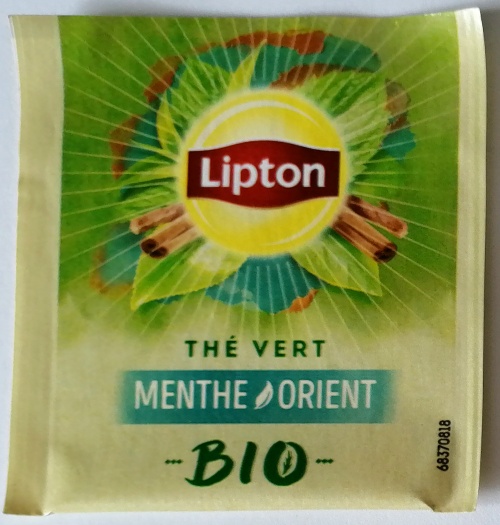 Lipton
THÉ VERT
MENTHE ORIENT
BIO
68370818